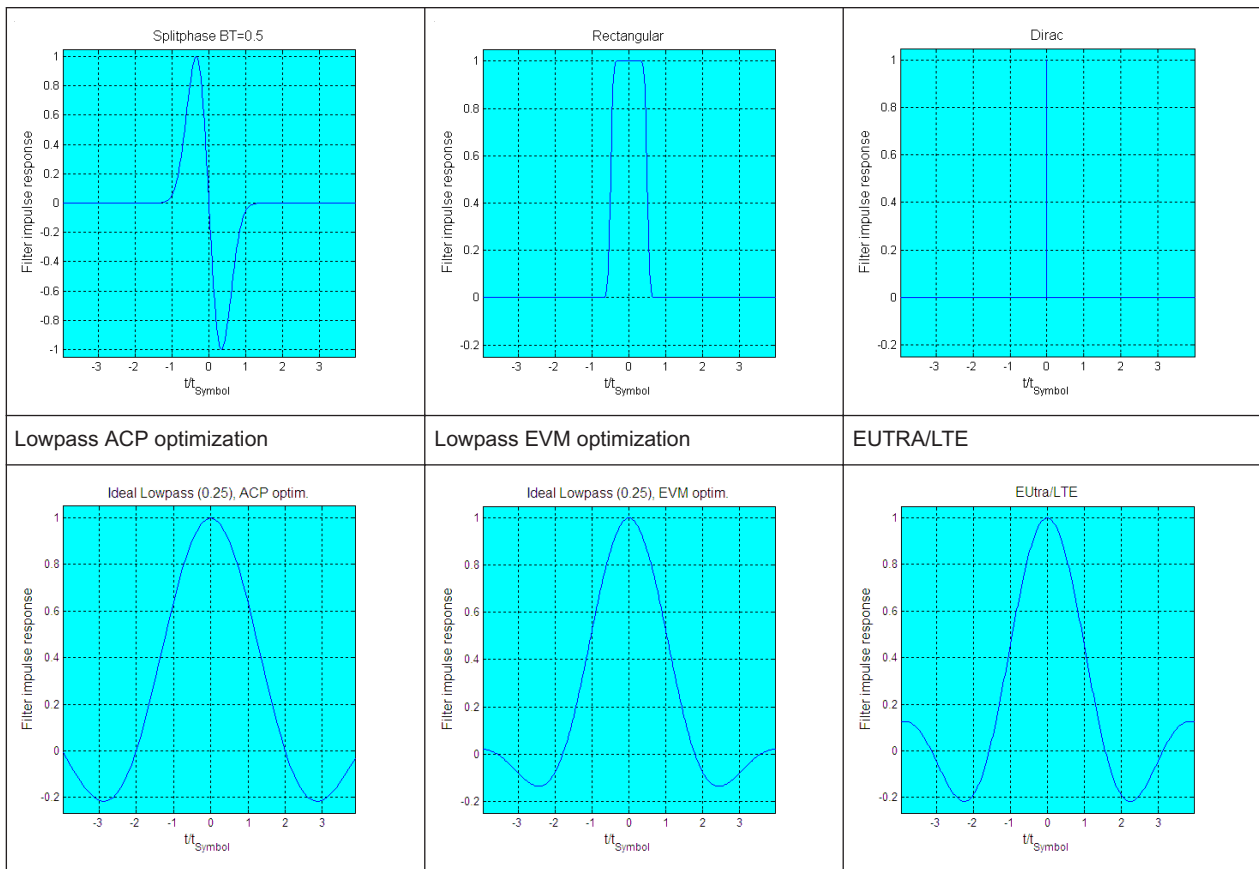 Splitphase BT=0.5
Filter impulse response
1
0.8
0.6
0.4
0.2
0
-0.2
-0.4
-0.6
-0.8
-1
-3 -2 -1 0 1 2 3
t/tSymbol
Rectangular
Filter impulse response
1
0.8
0.6
0.4
0.2
0
-0.2
-3 -2 -1 0 1 2 3
t/tSymbol
Dirac
Filter impulse response
1
0.8
0.6
0.4
0.2
0
-0.2
-3 -2 -1 0 1 2 3
t/tSymbol
Lowpass ACP optimization
Lowpass EVM optimization
EUTRA/LTE
Ideal Lowpass (0.25), ACP optim.
Filter impulse response
1
0.8
0.6
0.4
0.2
0
-0.2
-3 -2 -1 0 1 2 3
t/tSymbol
Ideal Lowpass (0.25), EVM optim.
Filter impulse response
1
0.8
0.6
0.4
0.2
0
-0.2
-3 -2 -1 0 1 2 3
t/tSymbol
EUtra/LTE
Filter impulse response
1
0.8
0.6
0.4
0.2
0
-0.2
-3 -2 -1 0 1 2 3
t/tSymbol